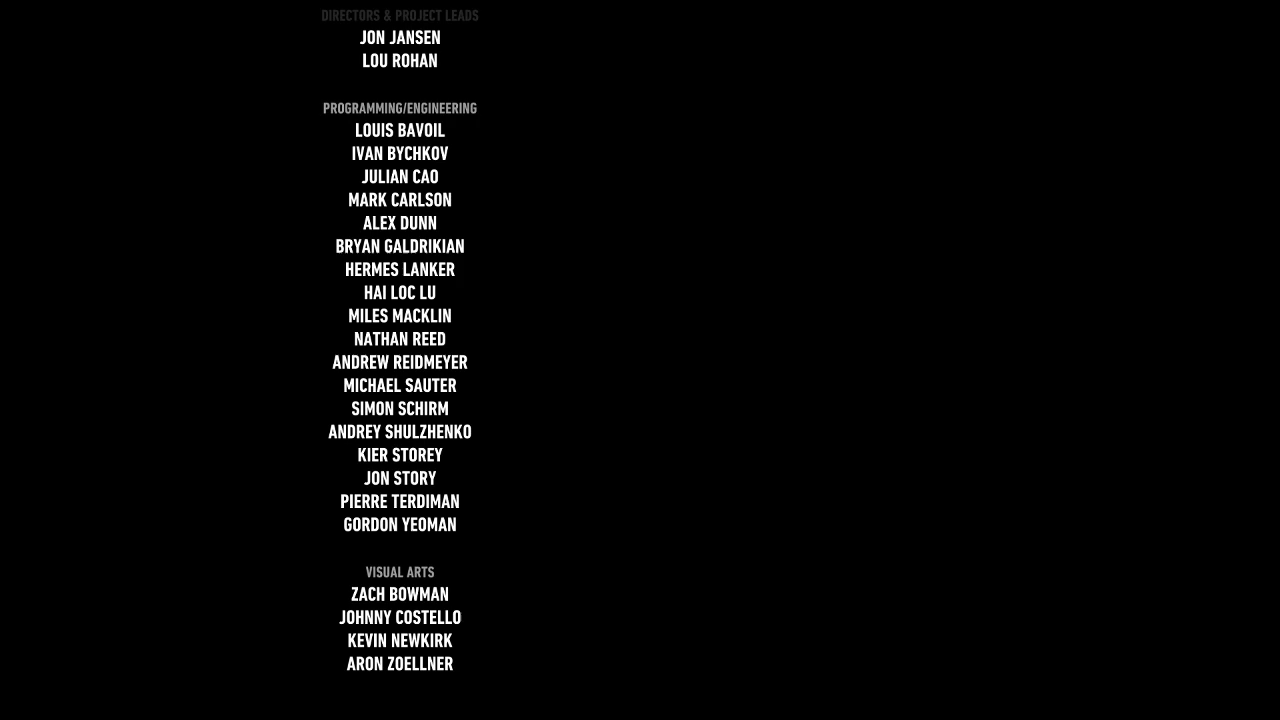 DIRECTORS & PROJECT LEADS
JON JANSEN
LOU ROHAN
PROGRAMMING/ENGINEERING
LOUIS BAVOIL
IVAN BYCHKOV
JULIAN CAO
MARK CARLSON
ALEX DUNN
BRYAN GALDRIKIAN
HERMES LANKER
HAI LOC LU
MILES MACKLIN
NATHAN REED
ANDREW REIDMEYER
MICHAEL SAUTER
SIMON SCHIRM
ANDREY SHULZHENKO
KIER STOREY
JON STORY
PIERRE TERDIMAN
GORDON YEOMAN
VISUAL ARTS
ZACH BOWMAN
JOHNNY COSTELLO
KEVIN NEWKIRK
ARON ZOELLNER